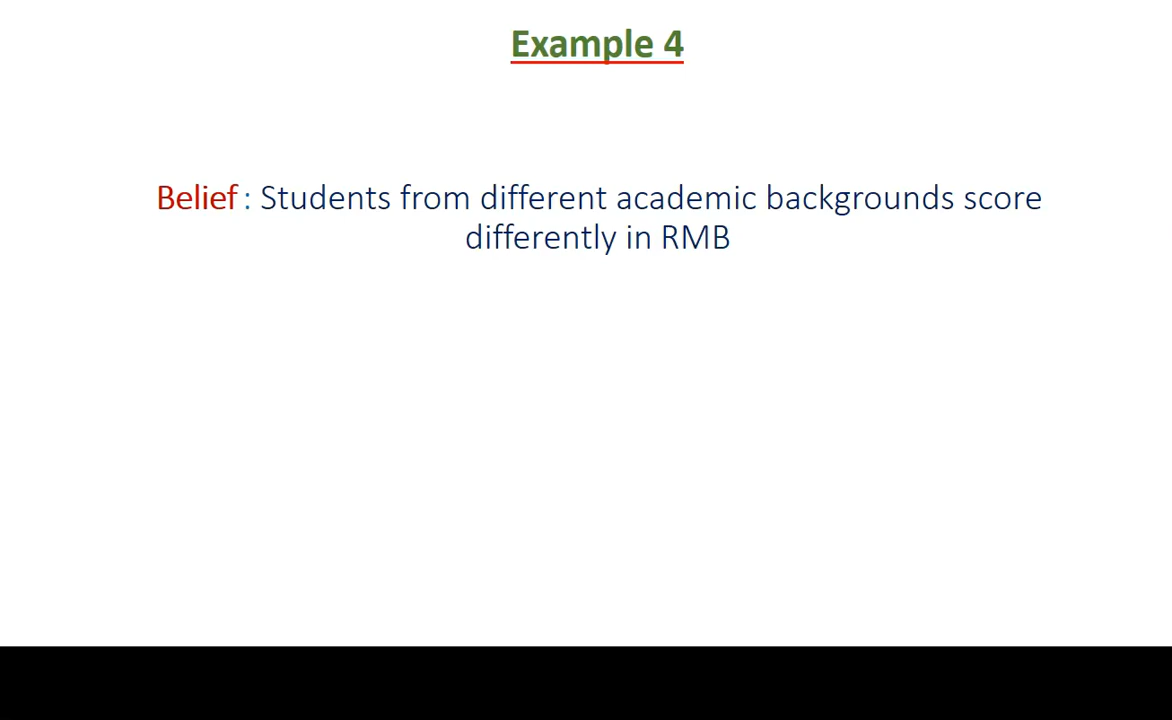 Example 4
Belief : Students from different academic backgrounds score
differently in RMB